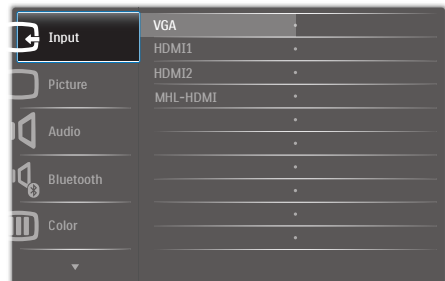 Input
Picture
Audio
Bluetooth
Color
VGA
HDMI1
HDMI2
MHL-HDMI